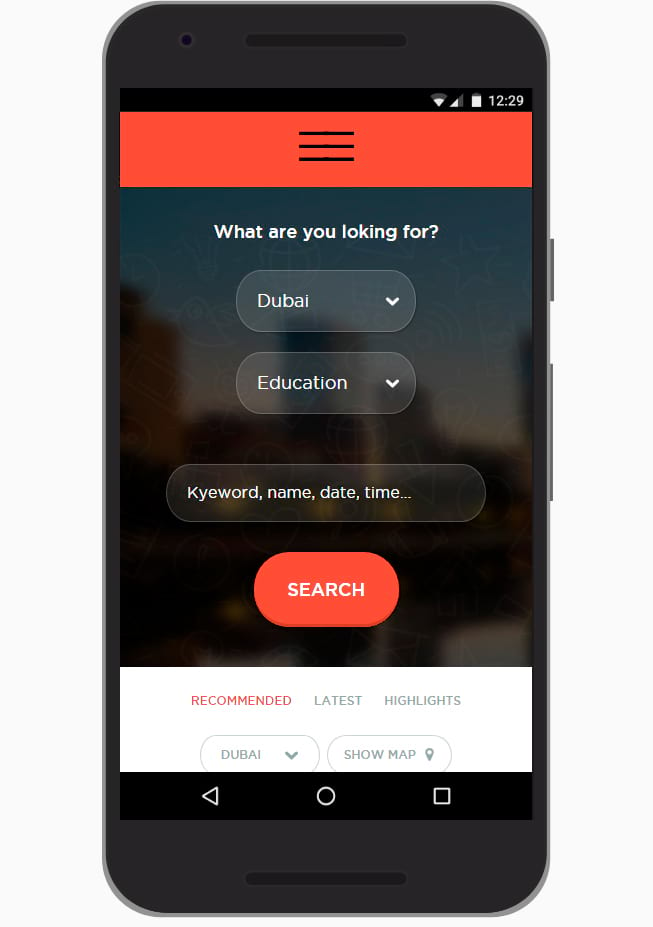 12:29
What are you loking for?
Dubai
Education
Kyeword, name, date, time...
SEARCH
RECOMMENDED LATEST HIGHLIGHTS
DUBAI SHOW MAP